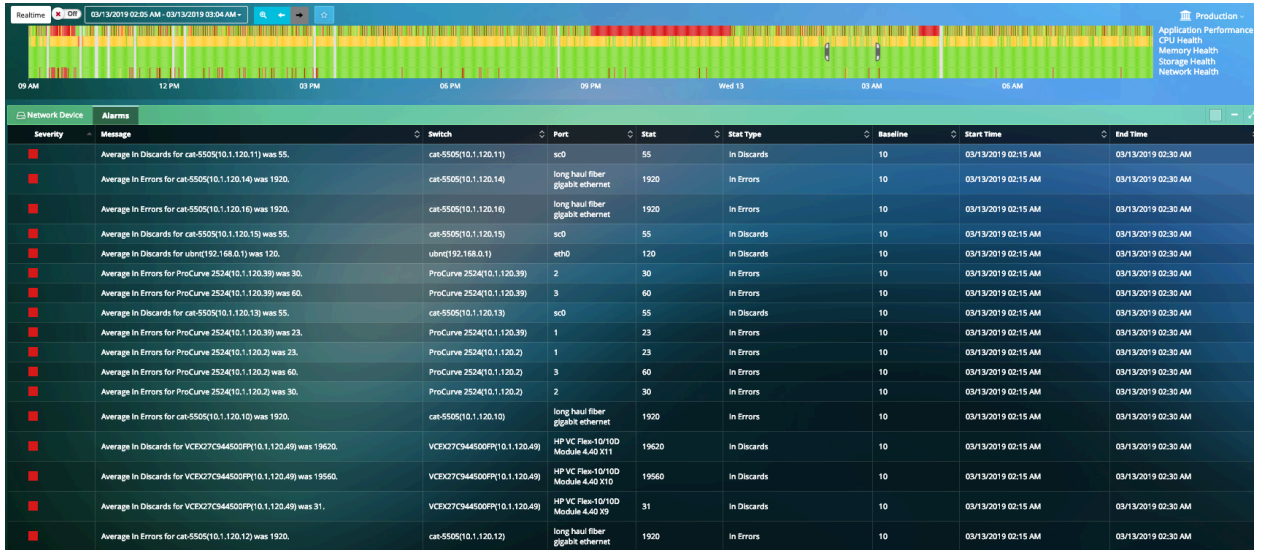 Realtime Off 03/13/2019 02:05 AM - 03/13/2019 03:04 AM Production
Application Performance
CPU Health
Memory Health
Storage Health
Network Health
09 AM 12 PM 03 PM 06 PM 09 PM Wed 13 03 AM 06 AM
Network Device Alarms
Severity Message Switch Port Stat Stat Type Baseline Start Time End Time
Average In Discards for cat-5505(10.1.120.11) was 55. cat-5505(10.1.120.11) sc0 55 In Discards 10 03/13/2019 02:15 AM 03/13/2019 02:30 AM
Average In Errors for cat-5505(10.1.120.14) was 1920. cat-5505(10.1.120.14) long haul fiber gigabit ethernet 1920 In Errors 10 03/13/2019 02:15 AM 03/13/2019 02:30 AM
Average In Errors for cat-5505(10.1.120.16) was 1920. cat-5505(10.1.120.16) long haul fiber gigabit ethernet 1920 In Errors 10 03/13/2019 02:15 AM 03/13/2019 02:30 AM
Average In Discards for cat-5505(10.1.120.15) was 55. cat-5505(10.1.120.15) sc0 55 In Discards 10 03/13/2019 02:15 AM 03/13/2019 02:30 AM
Average In Discards for ubnt(192.168.0.1) was 120. ubnt(192.168.0.1) eth0 120 In Discards 10 03/13/2019 02:15 AM 03/13/2019 02:30 AM
Average In Errors for ProCurve 2524(10.1.120.39) was 30. ProCurve 2524(10.1.120.39) 2 30 In Errors 10 03/13/2019 02:15 AM 03/13/2019 02:30 AM
Average In Errors for ProCurve 2524(10.1.120.39) was 60. ProCurve 2524(10.1.120.39) 3 60 In Errors 10 03/13/2019 02:15 AM 03/13/2019 02:30 AM
Average In Discards for cat-5505(10.1.120.13) was 55. cat-5505(10.1.120.13) sc0 55 In Discards 10 03/13/2019 02:15 AM 03/13/2019 02:30 AM
Average In Errors for ProCurve 2524(10.1.120.39) was 23. ProCurve 2524(10.1.120.39) 1 23 In Errors 10 03/13/2019 02:15 AM 03/13/2019 02:30 AM
Average In Errors for ProCurve 2524(10.1.120.2) was 23. ProCurve 2524(10.1.120.2) 1 23 In Errors 10 03/13/2019 02:15 AM 03/13/2019 02:30 AM
Average In Errors for ProCurve 2524(10.1.120.2) was 60. ProCurve 2524(10.1.120.2) 3 60 In Errors 10 03/13/2019 02:15 AM 03/13/2019 02:30 AM
Average In Errors for ProCurve 2524(10.1.120.2) was 30. ProCurve 2524(10.1.120.2) 2 30 In Errors 10 03/13/2019 02:15 AM 03/13/2019 02:30 AM
Average In Errors for cat-5505(10.1.120.10) was 1920. cat-5505(10.1.120.10) long haul fiber gigabit ethernet 1920 In Errors 10 03/13/2019 02:15 AM 03/13/2019 02:30 AM
Average In Discards for VCEX27C944500FP(10.1.120.49) was 19620. VCEX27C944500FP(10.1.120.49) HP VC Flex-10/10D Module 4.40 X11 19620 In Discards 10 03/13/2019 02:15 AM 03/13/2019 02:30 AM
Average In Discards for VCEX27C944500FP(10.1.120.49) was 19560. VCEX27C944500FP(10.1.120.49) HP VC Flex-10/10D Module 4.40 X10 19560 In Discards 10 03/13/2019 02:15 AM 03/13/2019 02:30 AM
Average In Discards for VCEX27C944500FP(10.1.120.49) was 31. VCEX27C944500FP(10.1.120.49) HP VC Flex-10/10D Module 4.40 X9 31 In Discards 10 03/13/2019 02:15 AM 03/13/2019 02:30 AM
Average In Errors for cat-5505(10.1.120.12) was 1920. cat-5505(10.1.120.12) long haul fiber gigabit ethernet 1920 In Errors 10 03/13/2019 02:15 AM 03/13/2019 02:30 AM